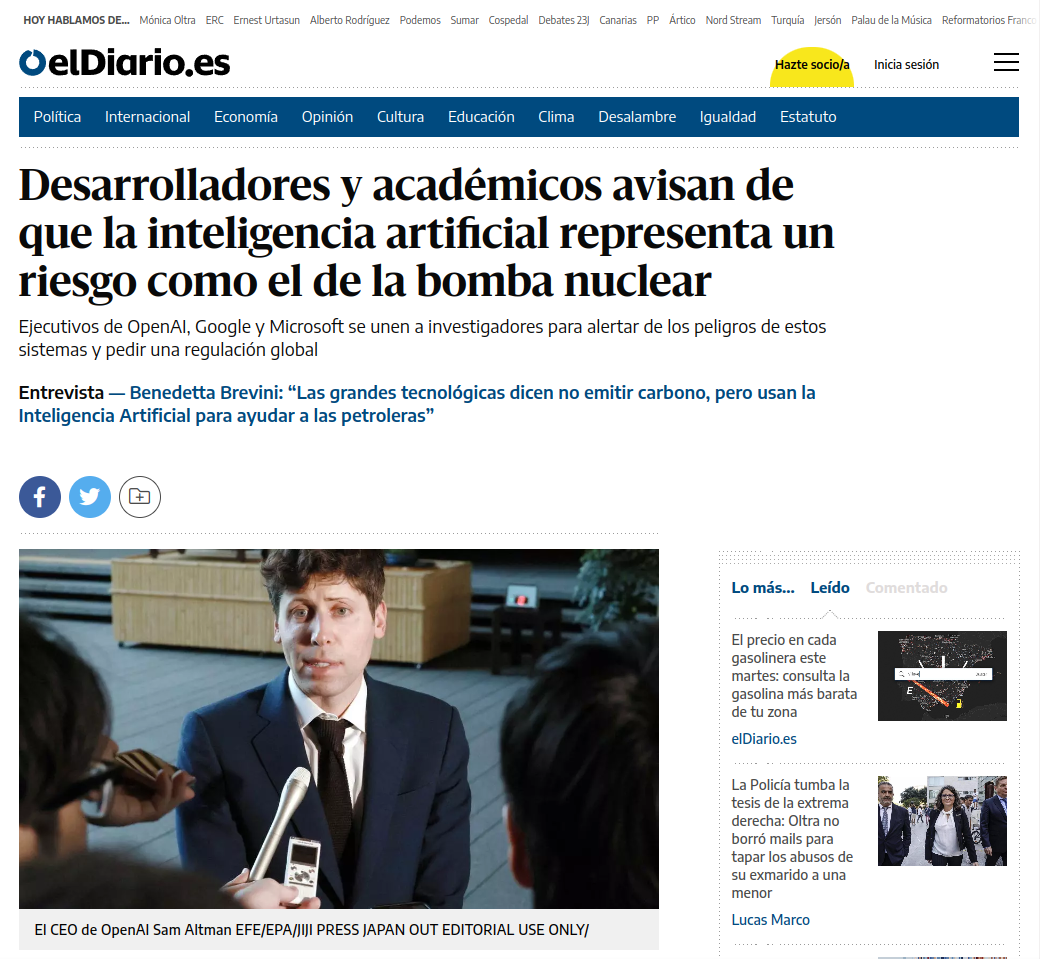 HOY HABLAMOS DE... Mónica Oltra ERC Ernest Urtasun Alberto Rodríguez Podemos Sumar Cospedal Debates 23J Canarias PP Ártico Nord Stream Turquía Jersón Palau de la Música Reformatorios Franco
elDiario.es
Hazte socio/a Inicia sesión
Política Internacional Economía Opinión Cultura Educación Clima Desalambre Igualdad Estatuto
Desarrolladores y académicos avisan de
que la inteligencia artificial representa un
riesgo como el de la bomba nuclear
Ejecutivos de OpenAI, Google y Microsoft se unen a investigadores para alertar de los peligros de estos
sistemas y pedir una regulación global
Entrevista — Benedetta Brevini: “Las grandes tecnológicas dicen no emitir carbono, pero usan la
Inteligencia Artificial para ayudar a las petroleras”
El CEO de OpenAI Sam Altman EFE/EPA/JIJI PRESS JAPAN OUT EDITORIAL USE ONLY/
Lo más... Leído Comentado
El precio en cada
gasolinera este
martes: consulta la
gasolina más barata
de tu zona
elDiario.es
E
La Policía tumba la
tesis de la extrema
derecha: Oltra no
borró mails para
tapar los abusos de
su exmarido a una
menor
Lucas Marco